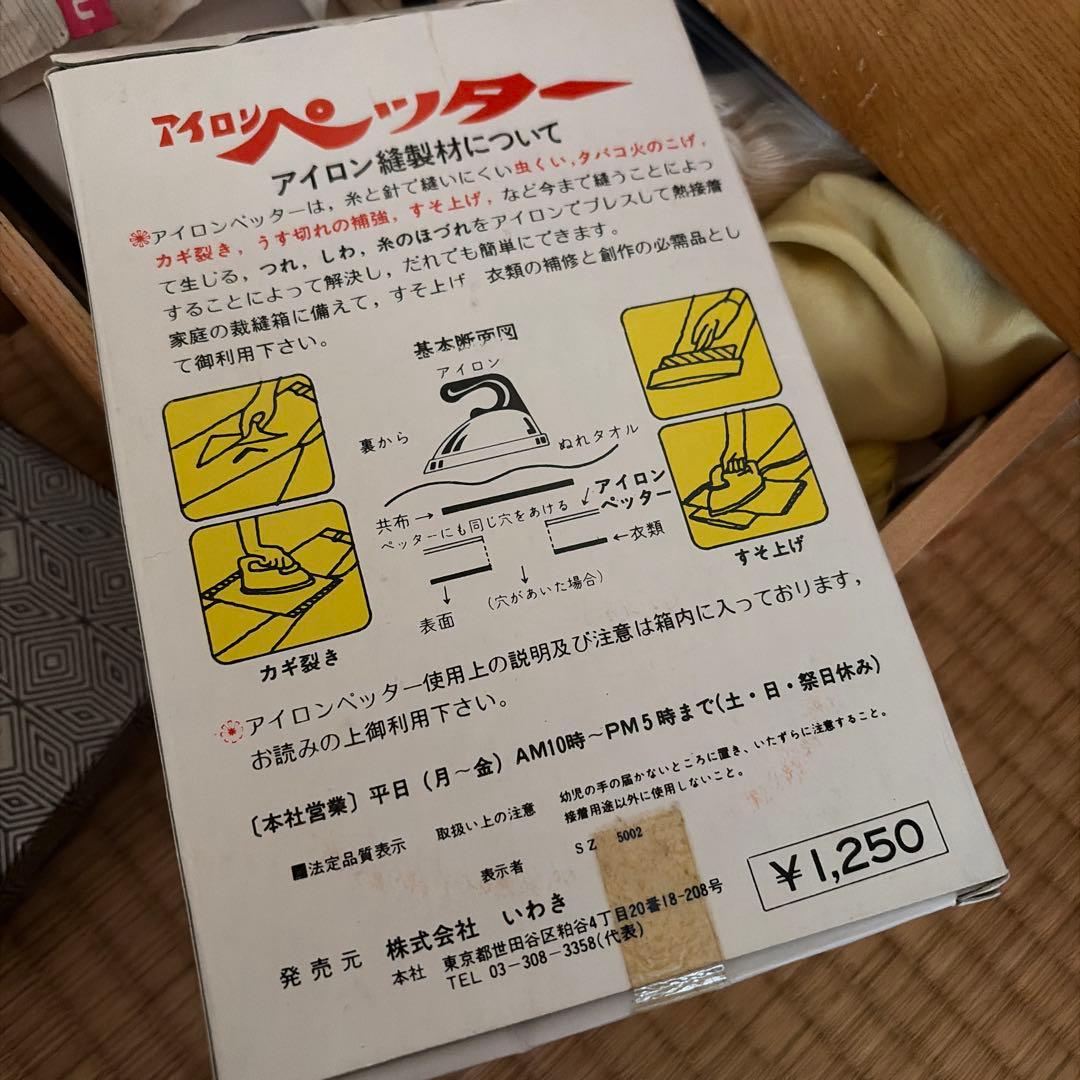 アイロンペッター
アイロン縫製材について
アイロンペッターは，糸と針で縫いにくい虫くい，タバコ火のこげ，
カギ裂き，うす切れの補強，すそ上げ，など今まで縫うことによっ
て生じる，つれ，しわ，糸のほづれをアイロンでプレスして熱接着
することによって解決し，だれでも簡単にできます。
家庭の裁縫箱に備えて，すそ上げ 衣類の補修と創作の必需品とし
て御利用下さい。
基本断面図
アイロン
裏から
ぬれタオル
共布→
アイロン
ペッター
ペッターにも同じ穴をあける
←衣類
表面
(穴があいた場合)
カギ裂き
すそ上げ
アイロンペッター使用上の説明及び注意は箱内に入っております，
お読みの上御利用下さい。
〔本社営業〕平日（月〜金）AM10時〜PM5時まで(土・日・祭日休み)
■法定品質表示
取扱い上の注意
幼児の手の届かないところに置き、いたずらに注意すること。
接着用途以外に使用しないこと。
表示者
SZ 5002
¥1,250
発売元 株式会社 いわき
本社 東京都世田谷区粕谷4丁目20番18-208号
TEL 03-308-3358(代表)